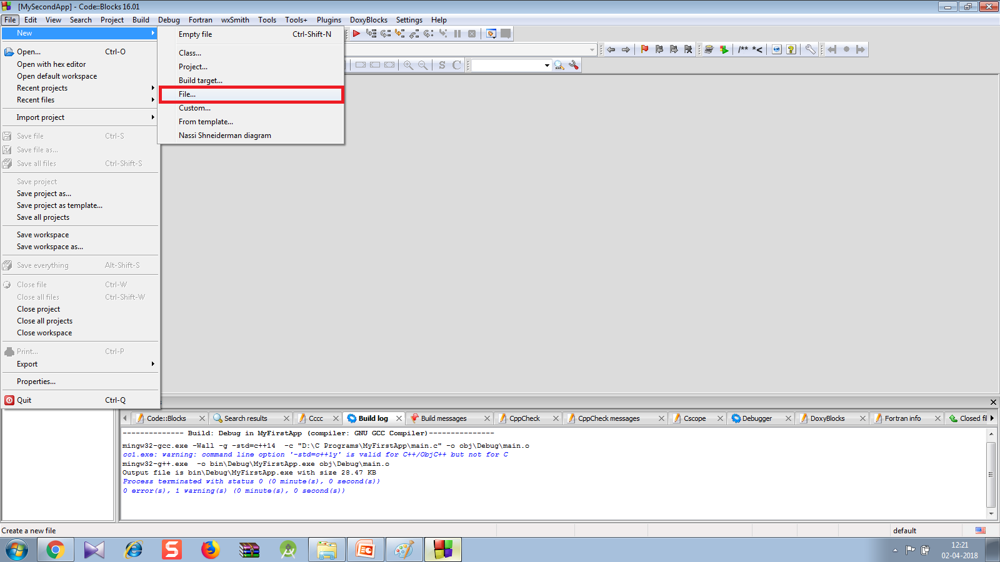 [MySecondApp] - Code::Blocks 16.01
File Edit View Search Project Build Debug Fortran wxSmith Tools Tools+ Plugins DoxyBlocks Settings Help
New
Open... Ctrl-O
Open with hex editor
Open default workspace
Recent projects
Recent files
Import project
Save file Ctrl-S
Save file as...
Save all files Ctrl-Shift-S
Save project
Save project as...
Save project as template...
Save all projects
Save workspace
Save workspace as...
Save everything Alt-Shift-S
Close file Ctrl-W
Close all files Ctrl-Shift-W
Close project
Close all projects
Close workspace
Print... Ctrl-P
Export
Properties...
Quit Ctrl-Q
Empty file Ctrl-Shift-N
Class...
Project...
Build target...
File...
Custom...
From template...
Nassi Shneiderman diagram
/** *<
S C
Code::Blocks Search results Cccc Build log Build messages CppCheck CppCheck messages Cscope Debugger DoxyBlocks Fortran info Closed fil
-------------- Build: Debug in MyFirstApp (compiler: GNU GCC Compiler)---------------
mingw32-gcc.exe -Wall -g -std=c++14  -c "D:\C Programs\MyFirstApp\main.c" -o obj\Debug\main.o
cc1.exe: warning: command line option '-std=c++1y' is valid for C++/ObjC++ but not for C
mingw32-g++.exe  -o bin\Debug\MyFirstApp.exe obj\Debug\main.o
Output file is bin\Debug\MyFirstApp.exe with size 28.47 KB
Process terminated with status 0 (0 minute(s), 0 second(s))
0 error(s), 1 warning(s) (0 minute(s), 0 second(s))
Create a new file
default
12:21
02-04-2018